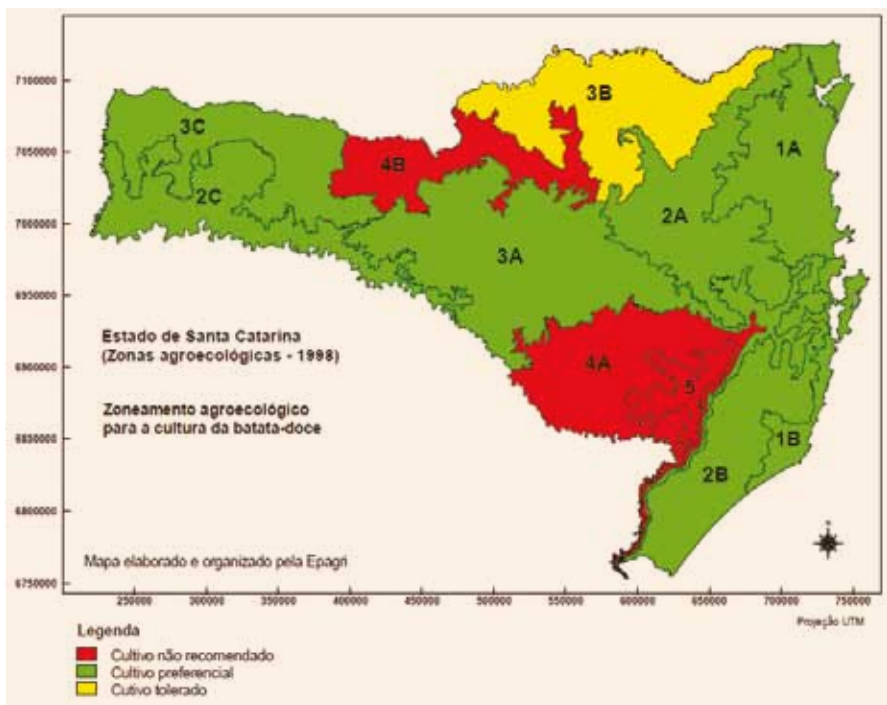 7100000
7050000
7000000
6950000
6900000
6850000
6800000
6750000
3C
2C
4B
3B
1A
2A
3A
4A
5
2B
1B
Estado de Santa Catarina
(Zonas agroecológicas - 1998)
Zoneamento agroecológico
para a cultura da batata-doce
Mapa elaborado e organizado pela Epagri
250000 300000 350000 400000 450000 500000 550000 600000 650000 700000 750000
Projeção UTM
Legenda
Cultivo não recomendado
Cultivo preferencial
Cutivo tolerado